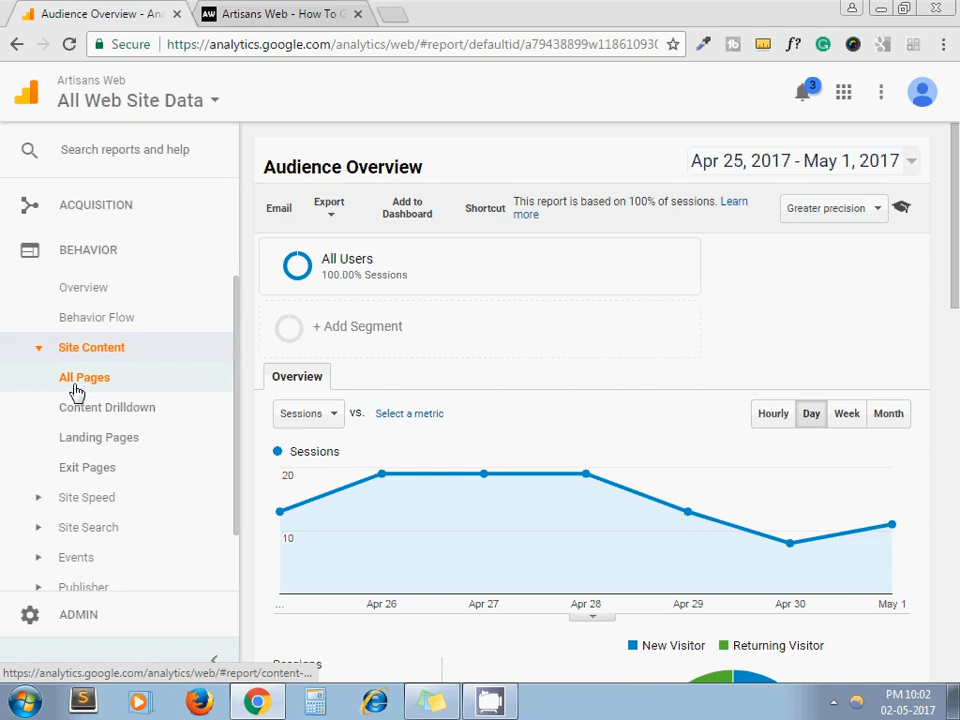 Audience Overview - Ana
Artisans Web - How To G
Secure
https://analytics.google.com/analytics/web/#report/defaultid/a79438899w118610930
f?
Artisans Web
All Web Site Data
3
Search reports and help
ACQUISITION
BEHAVIOR
Overview
Behavior Flow
Site Content
All Pages
Content Drilldown
Landing Pages
Exit Pages
Site Speed
Site Search
Events
Publisher
ADMIN
https://analytics.google.com/analytics/web/#report/content-...
Audience Overview
Apr 25, 2017 - May 1, 2017
Email
Export
Add to
Dashboard
Shortcut
This report is based on 100% of sessions. Learn
more
Greater precision
All Users
100.00% Sessions
+ Add Segment
Overview
Sessions
vs.
Select a metric
Hourly
Day
Week
Month
Sessions
20
10
...
Apr 26
Apr 27
Apr 28
Apr 29
Apr 30
May 1
New Visitor
Returning Visitor
Sessions
PM 10:02
02-05-2017